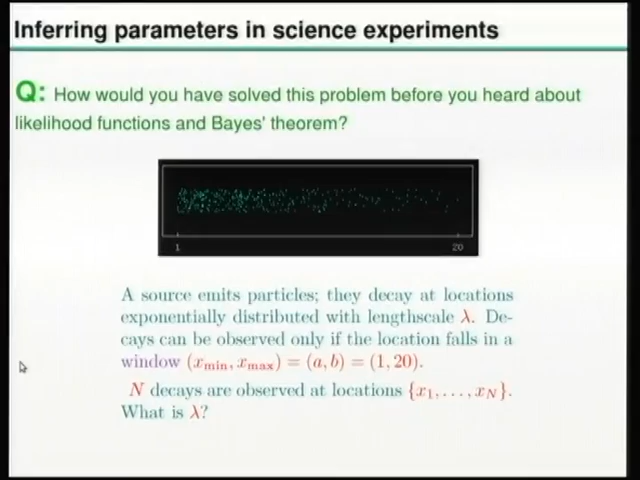 Inferring parameters in science experiments
Q: How would you have solved this problem before you heard about
likelihood functions and Bayes' theorem?
1 20
A source emits particles; they decay at locations
exponentially distributed with lengthscale λ. De-
cays can be observed only if the location falls in a
window (xmin, xmax) = (a, b) = (1, 20).
N decays are observed at locations {x1, . . . , xN}.
What is λ?